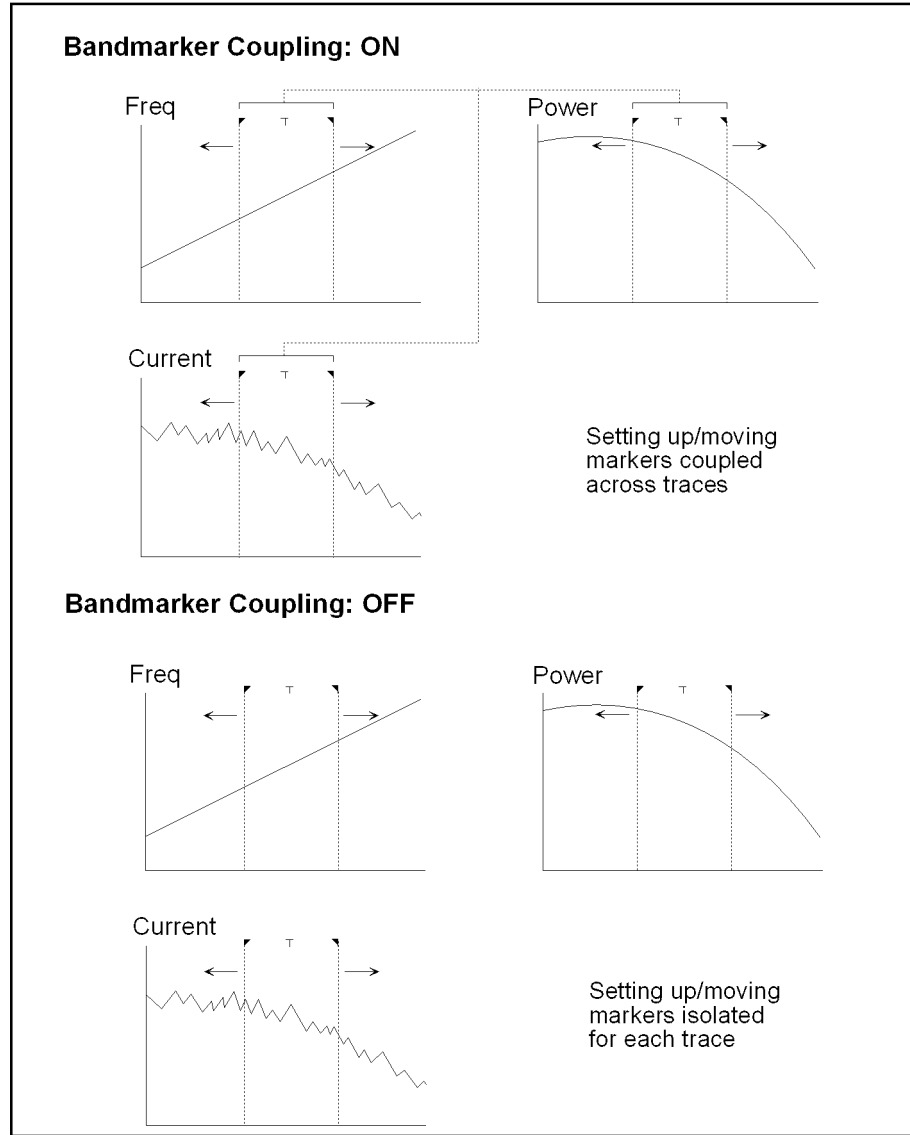 Bandmarker Coupling: ON
Freq
Power
Current
Setting up/moving
markers coupled
across traces
Bandmarker Coupling: OFF
Freq
Power
Current
Setting up/moving
markers isolated
for each trace